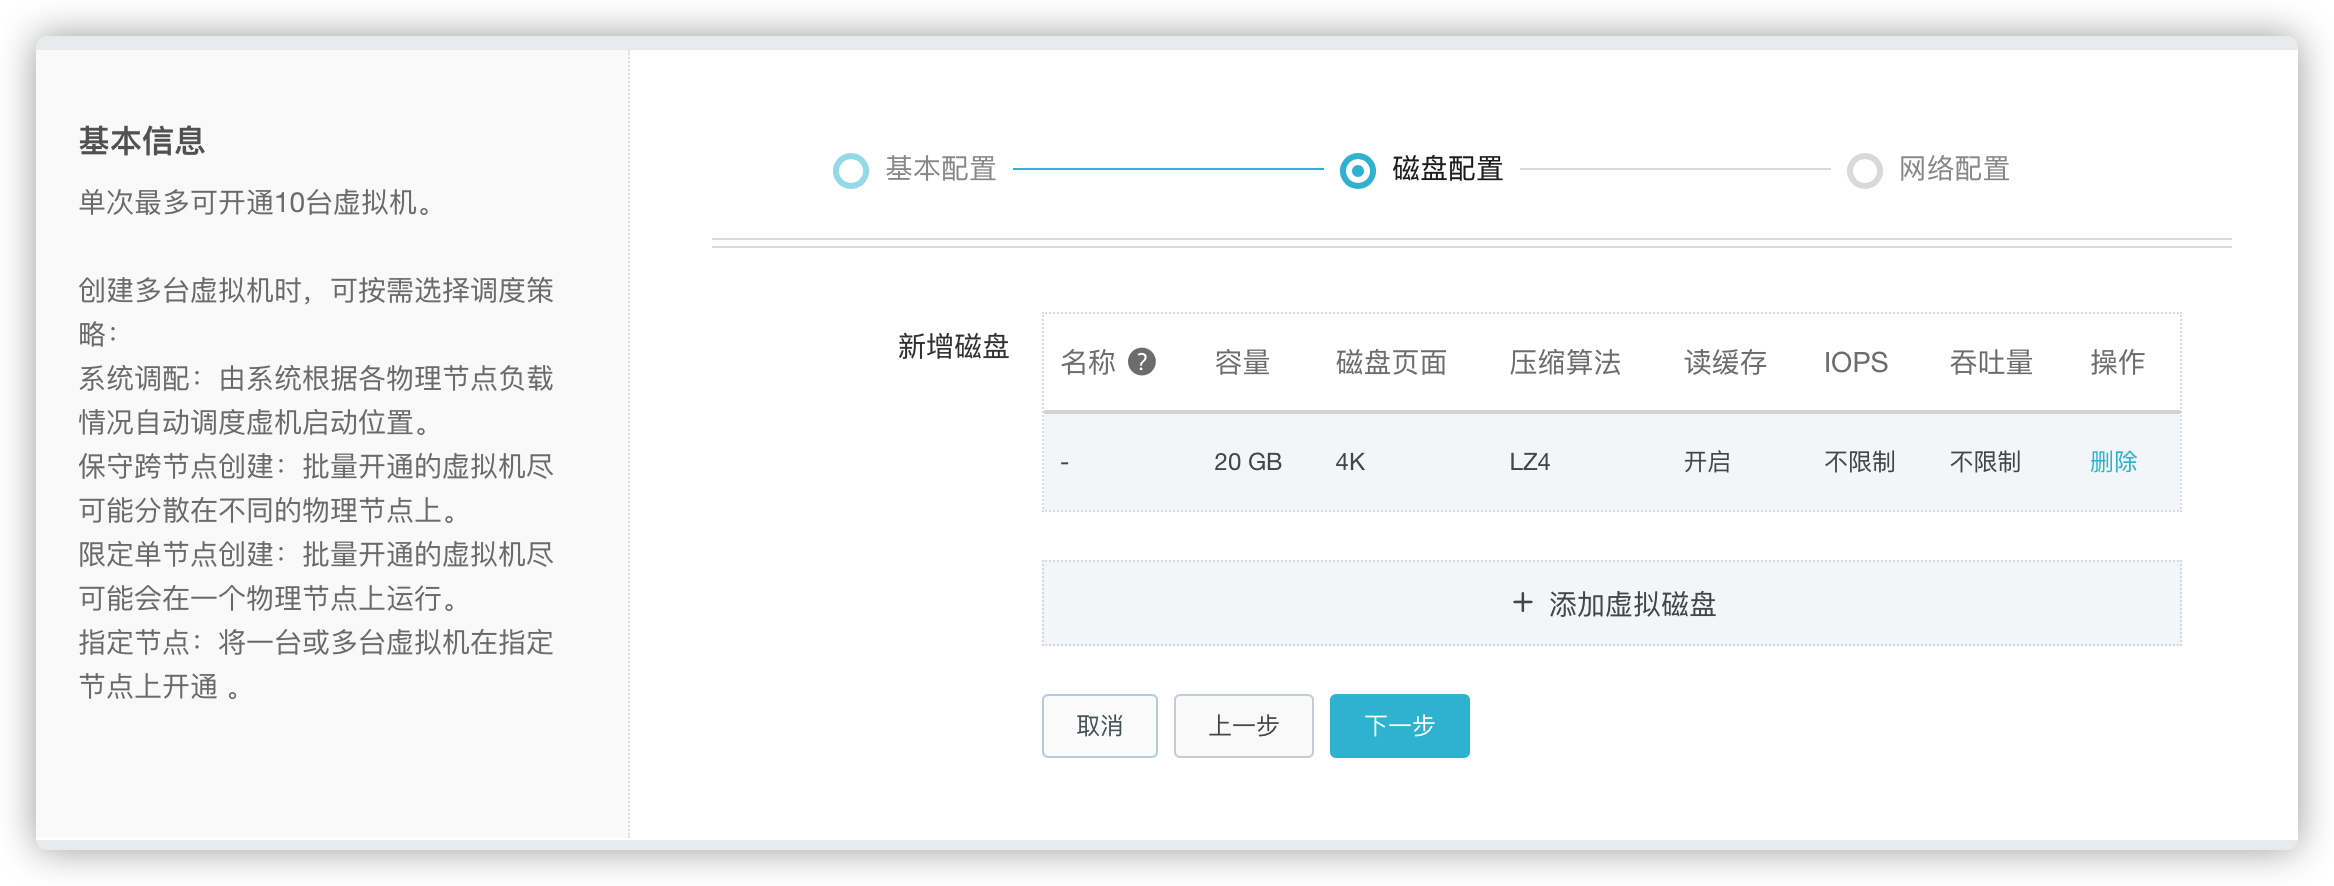 基本信息
单次最多可开通10台虚拟机。
创建多台虚拟机时，可按需选择调度策
略：
系统调配：由系统根据各物理节点负载
情况自动调度虚机启动位置。
保守跨节点创建：批量开通的虚拟机尽
可能分散在不同的物理节点上。
限定单节点创建：批量开通的虚拟机尽
可能会在一个物理节点上运行。
指定节点：将一台或多台虚拟机在指定
节点上开通 。
基本配置 磁盘配置 网络配置
新增磁盘
名称 ? 容量 磁盘页面 压缩算法 读缓存 IOPS 吞吐量 操作
- 20 GB 4K LZ4 开启 不限制 不限制 删除
+ 添加虚拟磁盘
取消 上一步 下一步